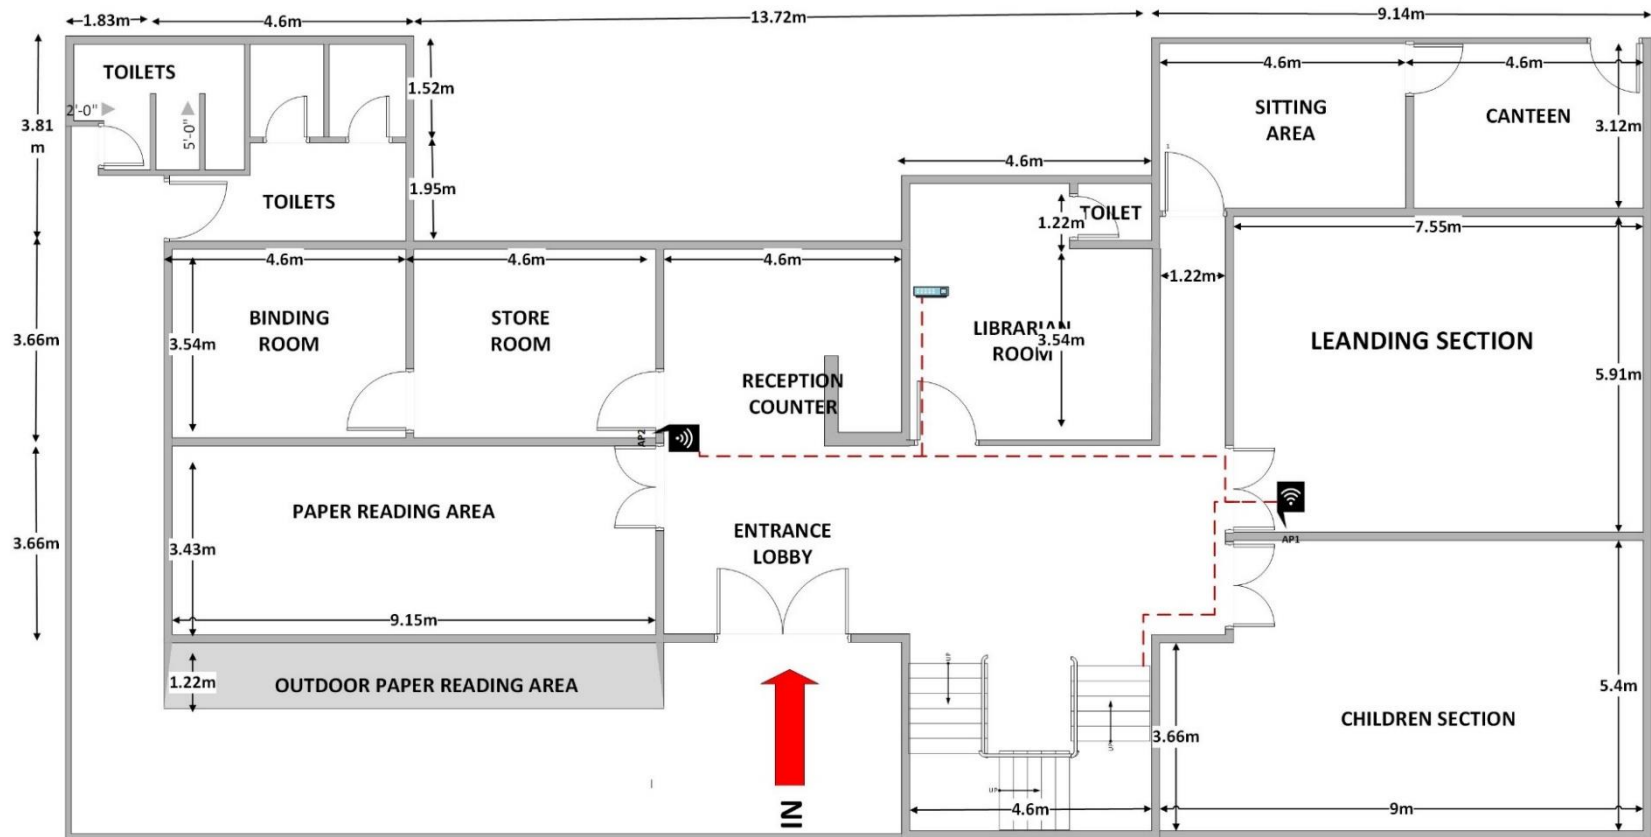 1.83m
4.6m
13.72m
9.14m
TOILETS
2'-0"
5'-0"
3.81
m
1.52m
1.95m
TOILETS
4.6m
4.6m
SITTING
AREA
CANTEEN
3.12m
4.6m
1.22m
TOILET
7.55m
1.22m
4.6m
4.6m
4.6m
BINDING
ROOM
STORE
ROOM
3.54m
3.66m
RECEPTION
COUNTER
LIBRARIAN
ROOM
3.54m
LEANDING SECTION
5.91m
AP2
PAPER READING AREA
3.43m
3.66m
9.15m
ENTRANCE
LOBBY
AP1
1.22m
OUTDOOR PAPER READING AREA
IN
UP
UP
UP
4.6m
3.66m
CHILDREN SECTION
5.4m
9m